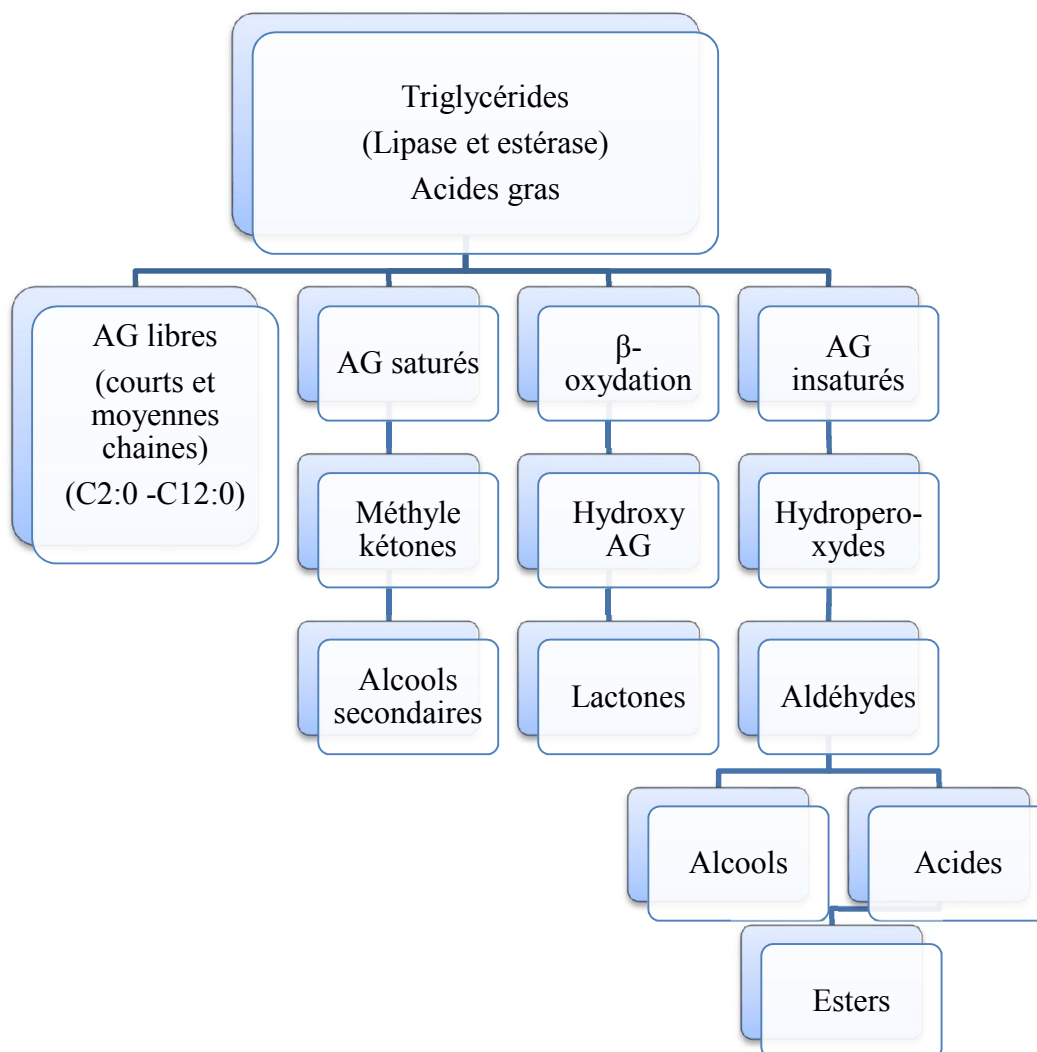 Triglycérides
(Lipase et estérase)
Acides gras
AG libres
(courts et
moyennes
chaines)
(C2:0 -C12:0)
AG saturés
β-
oxydation
AG
insaturés
Méthyle
kétones
Hydroxy
AG
Hydropero-
xydes
Alcools
secondaires
Lactones
Aldéhydes
Alcools
Acides
Esters